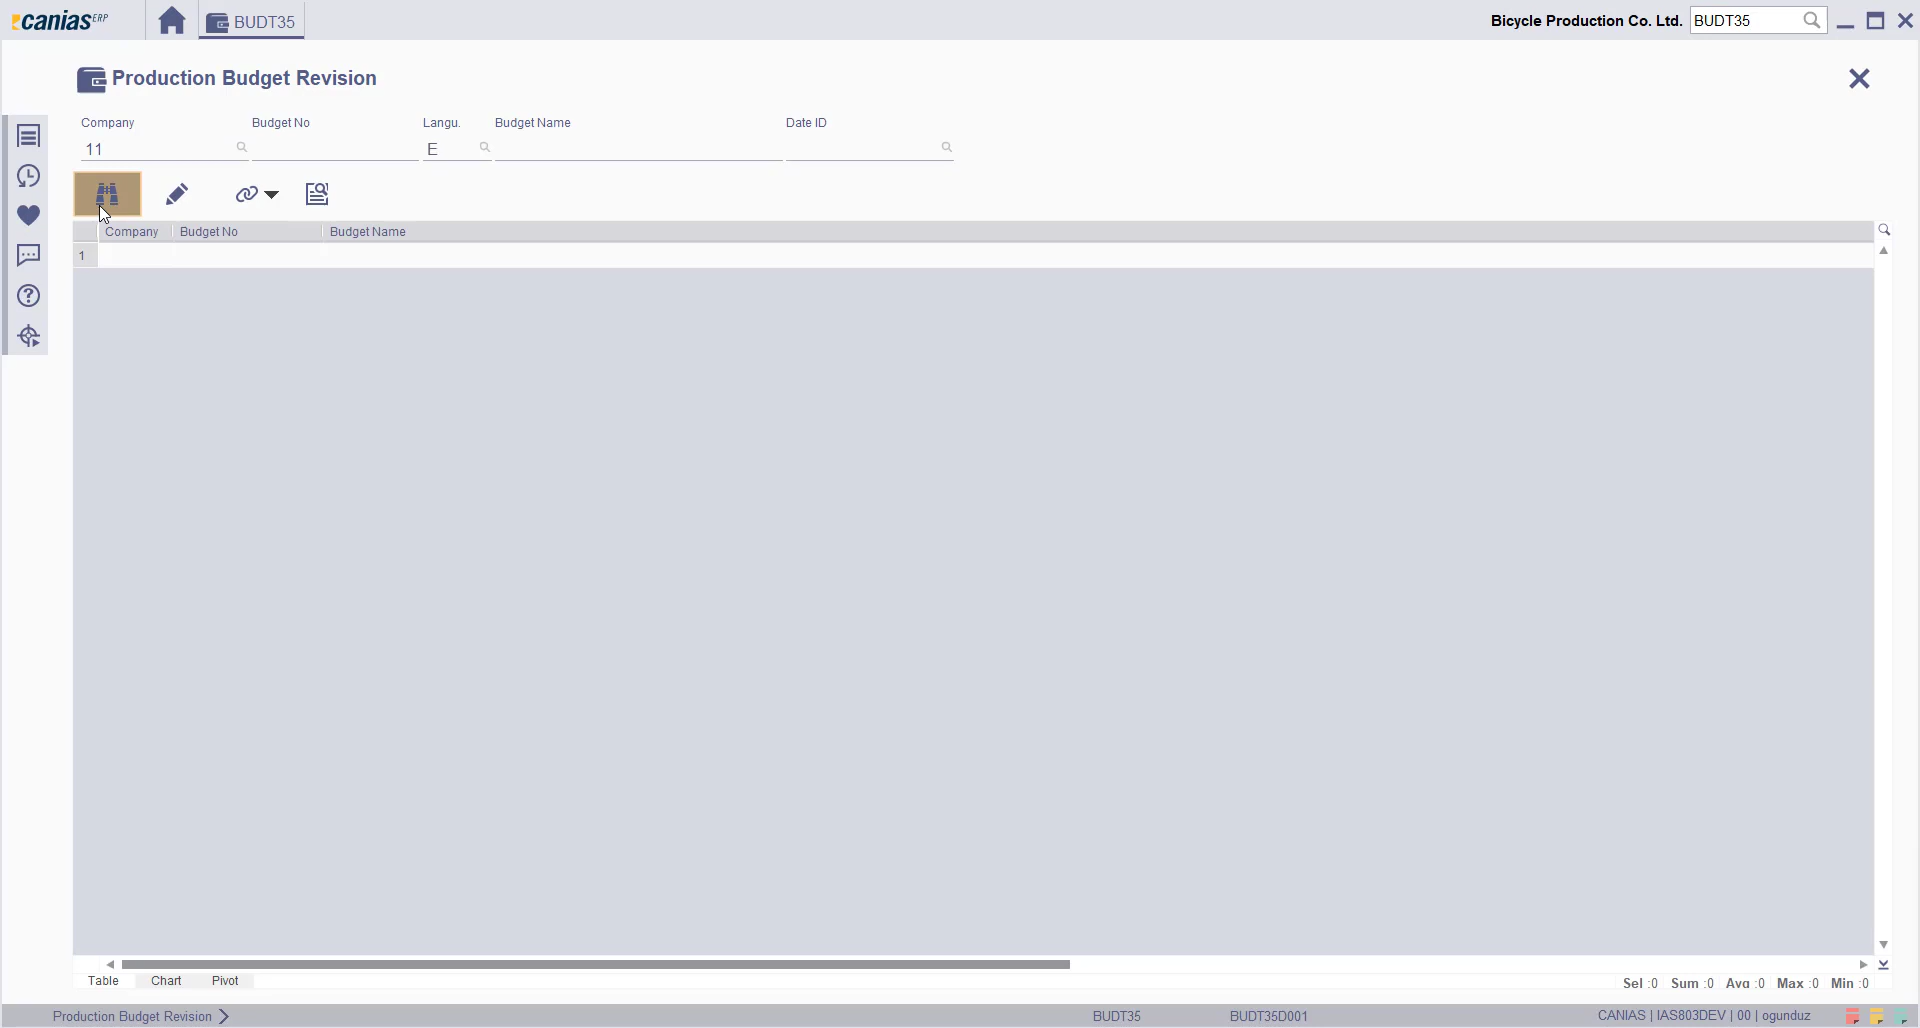 caniasERP
BUDT35
Bicycle Production Co. Ltd.
BUDT35
Production Budget Revision
Company
Budget No
Langu.
Budget Name
Date ID
11
E
Company
Budget No
Budget Name
1
Table
Chart
Pivot
Sel :0
Sum :0
Avg :0
Max :0
Min :0
Production Budget Revision
BUDT35
BUDT35D001
CANIAS | IAS803DEV | 00 | ogunduz